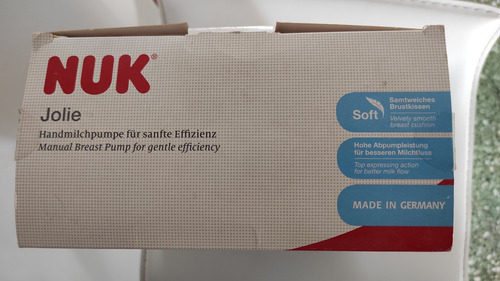 NUK®
Jolie
Handmilchpumpe für sanfte Effizienz
Manual Breast Pump for gentle efficiency
Soft
Samtweiches
Brustkissen
Velvety smooth
breast cushion
Hohe Abpumpleistung
für besseren Milchfluss
Top expressing action
for better milk flow
MADE IN GERMANY